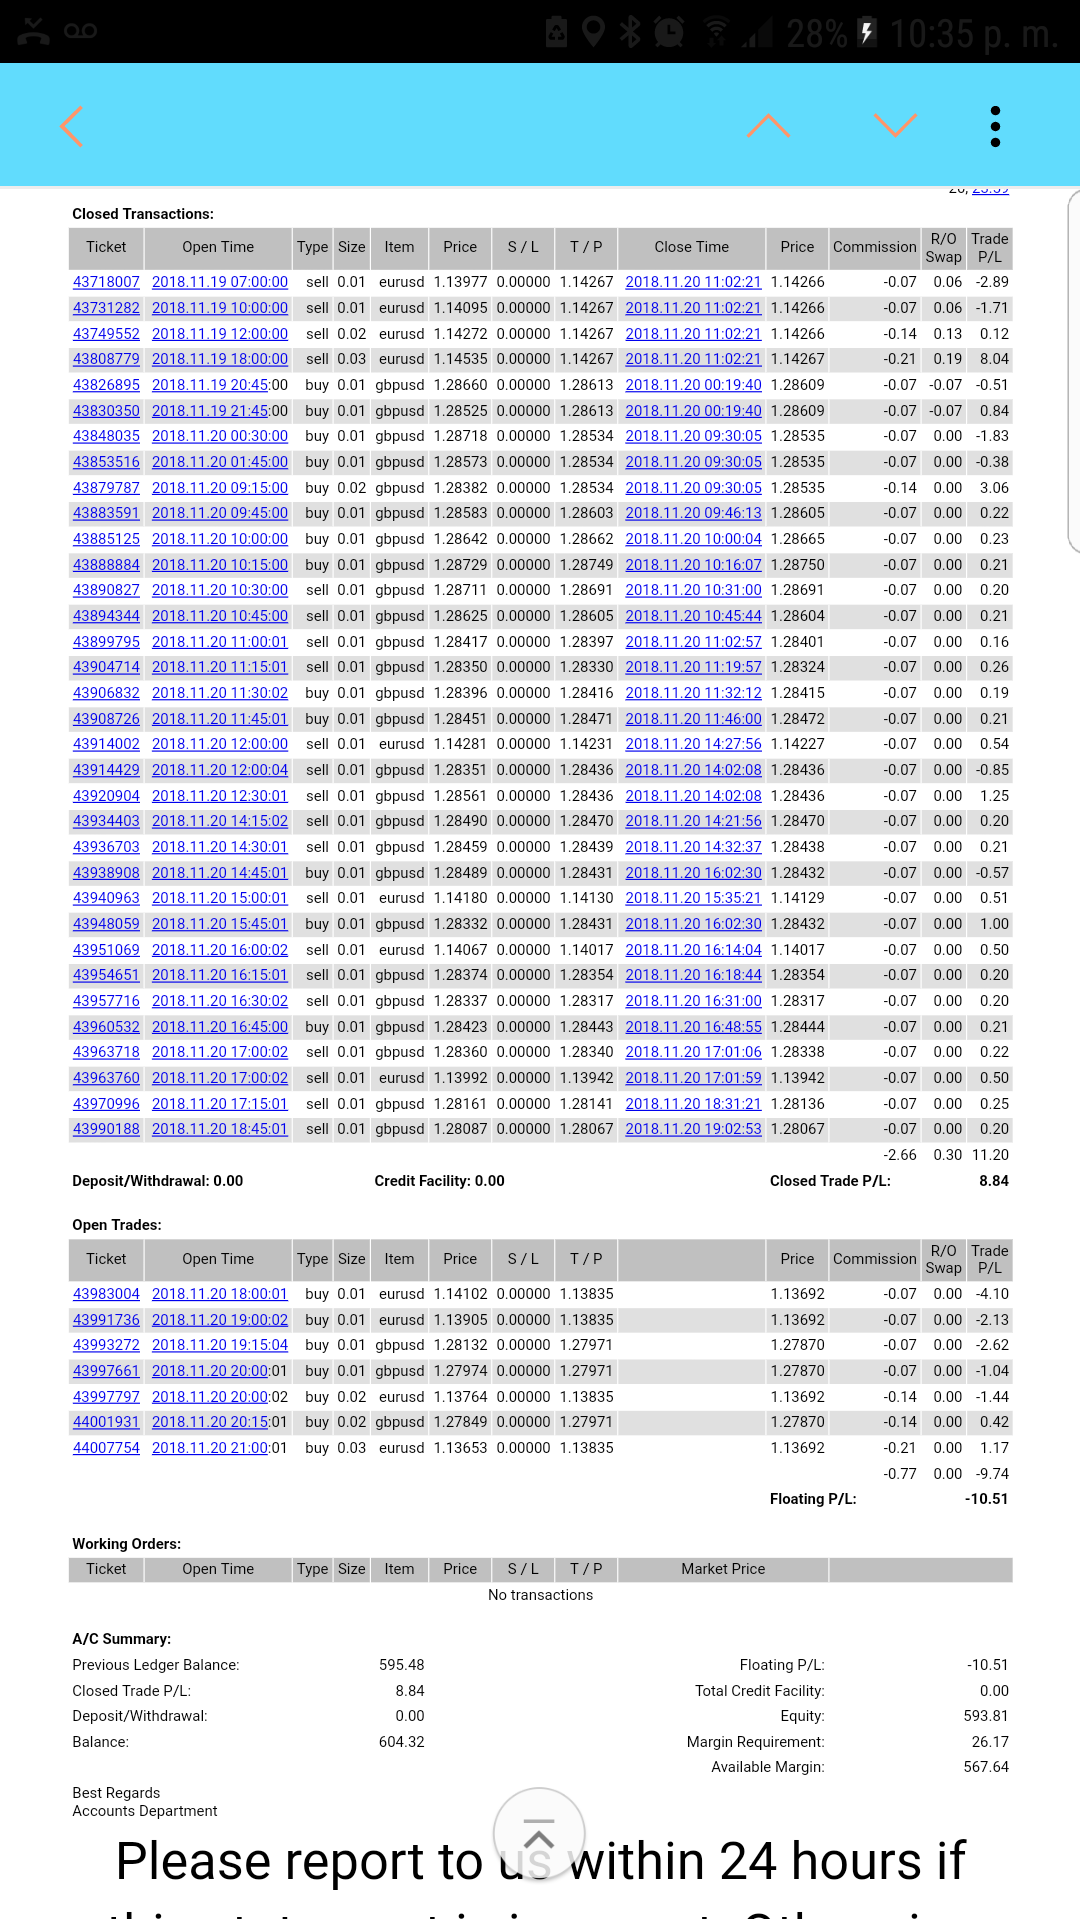 28% 10:35 p. m.
Closed Transactions:
Ticket Open Time Type Size Item Price S / L T / P Close Time Price Commission R/O Swap Trade P/L
43718007 2018.11.19 07:00:00 sell 0.01 eurusd 1.13977 0.00000 1.14267 2018.11.20 11:02:21 1.14266 -0.07 0.06 -2.89
43731282 2018.11.19 10:00:00 sell 0.01 eurusd 1.14095 0.00000 1.14267 2018.11.20 11:02:21 1.14266 -0.07 0.06 -1.71
43749552 2018.11.19 12:00:00 sell 0.02 eurusd 1.14272 0.00000 1.14267 2018.11.20 11:02:21 1.14266 -0.14 0.13 0.12
43808779 2018.11.19 18:00:00 sell 0.03 eurusd 1.14535 0.00000 1.14267 2018.11.20 11:02:21 1.14267 -0.21 0.19 8.04
43826895 2018.11.19 20:45:00 buy 0.01 gbpusd 1.28660 0.00000 1.28613 2018.11.20 00:19:40 1.28609 -0.07 -0.07 -0.51
43830350 2018.11.19 21:45:00 buy 0.01 gbpusd 1.28525 0.00000 1.28613 2018.11.20 00:19:40 1.28609 -0.07 -0.07 0.84
43848035 2018.11.20 00:30:00 buy 0.01 gbpusd 1.28718 0.00000 1.28534 2018.11.20 09:30:05 1.28535 -0.07 0.00 -1.83
43853516 2018.11.20 01:45:00 buy 0.01 gbpusd 1.28573 0.00000 1.28534 2018.11.20 09:30:05 1.28535 -0.07 0.00 -0.38
43879787 2018.11.20 09:15:00 buy 0.02 gbpusd 1.28382 0.00000 1.28534 2018.11.20 09:30:05 1.28535 -0.14 0.00 3.06
43883591 2018.11.20 09:45:00 buy 0.01 gbpusd 1.28583 0.00000 1.28603 2018.11.20 09:46:13 1.28605 -0.07 0.00 0.22
43885125 2018.11.20 10:00:00 buy 0.01 gbpusd 1.28642 0.00000 1.28662 2018.11.20 10:00:04 1.28665 -0.07 0.00 0.23
43888884 2018.11.20 10:15:00 buy 0.01 gbpusd 1.28729 0.00000 1.28749 2018.11.20 10:16:07 1.28750 -0.07 0.00 0.21
43890827 2018.11.20 10:30:00 sell 0.01 gbpusd 1.28711 0.00000 1.28691 2018.11.20 10:31:00 1.28691 -0.07 0.00 0.20
43894344 2018.11.20 10:45:00 sell 0.01 gbpusd 1.28625 0.00000 1.28605 2018.11.20 10:45:44 1.28604 -0.07 0.00 0.21
43899795 2018.11.20 11:00:01 sell 0.01 gbpusd 1.28417 0.00000 1.28397 2018.11.20 11:02:57 1.28401 -0.07 0.00 0.16
43904714 2018.11.20 11:15:01 sell 0.01 gbpusd 1.28350 0.00000 1.28330 2018.11.20 11:19:57 1.28324 -0.07 0.00 0.26
43906832 2018.11.20 11:30:02 buy 0.01 gbpusd 1.28396 0.00000 1.28416 2018.11.20 11:32:12 1.28415 -0.07 0.00 0.19
43908726 2018.11.20 11:45:01 buy 0.01 gbpusd 1.28451 0.00000 1.28471 2018.11.20 11:46:00 1.28472 -0.07 0.00 0.21
43914002 2018.11.20 12:00:00 sell 0.01 eurusd 1.14281 0.00000 1.14231 2018.11.20 14:27:56 1.14227 -0.07 0.00 0.54
43914429 2018.11.20 12:00:04 sell 0.01 gbpusd 1.28351 0.00000 1.28436 2018.11.20 14:02:08 1.28436 -0.07 0.00 -0.85
43920904 2018.11.20 12:30:01 sell 0.01 gbpusd 1.28561 0.00000 1.28436 2018.11.20 14:02:08 1.28436 -0.07 0.00 1.25
43934403 2018.11.20 14:15:02 sell 0.01 gbpusd 1.28490 0.00000 1.28470 2018.11.20 14:21:56 1.28470 -0.07 0.00 0.20
43936703 2018.11.20 14:30:01 sell 0.01 gbpusd 1.28459 0.00000 1.28439 2018.11.20 14:32:37 1.28438 -0.07 0.00 0.21
43938908 2018.11.20 14:45:01 buy 0.01 gbpusd 1.28489 0.00000 1.28431 2018.11.20 16:02:30 1.28432 -0.07 0.00 -0.57
43940963 2018.11.20 15:00:01 sell 0.01 eurusd 1.14180 0.00000 1.14130 2018.11.20 15:35:21 1.14129 -0.07 0.00 0.51
43948059 2018.11.20 15:45:01 buy 0.01 gbpusd 1.28332 0.00000 1.28431 2018.11.20 16:02:30 1.28432 -0.07 0.00 1.00
43951069 2018.11.20 16:00:02 sell 0.01 eurusd 1.14067 0.00000 1.14017 2018.11.20 16:14:04 1.14017 -0.07 0.00 0.50
43954651 2018.11.20 16:15:01 sell 0.01 gbpusd 1.28374 0.00000 1.28354 2018.11.20 16:18:44 1.28354 -0.07 0.00 0.20
43957716 2018.11.20 16:30:02 sell 0.01 gbpusd 1.28337 0.00000 1.28317 2018.11.20 16:31:00 1.28317 -0.07 0.00 0.20
43960532 2018.11.20 16:45:00 buy 0.01 gbpusd 1.28423 0.00000 1.28443 2018.11.20 16:48:55 1.28444 -0.07 0.00 0.21
43963718 2018.11.20 17:00:02 sell 0.01 gbpusd 1.28360 0.00000 1.28340 2018.11.20 17:01:06 1.28338 -0.07 0.00 0.22
43963760 2018.11.20 17:00:02 sell 0.01 eurusd 1.13992 0.00000 1.13942 2018.11.20 17:01:59 1.13942 -0.07 0.00 0.50
43970996 2018.11.20 17:15:01 sell 0.01 gbpusd 1.28161 0.00000 1.28141 2018.11.20 18:31:21 1.28136 -0.07 0.00 0.25
43990188 2018.11.20 18:45:01 sell 0.01 gbpusd 1.28087 0.00000 1.28067 2018.11.20 19:02:53 1.28067 -0.07 0.00 0.20
-2.66 0.30 11.20
Deposit/Withdrawal: 0.00 Credit Facility: 0.00 Closed Trade P/L: 8.84
Open Trades:
Ticket Open Time Type Size Item Price S / L T / P Price Commission R/O Swap Trade P/L
43983004 2018.11.20 18:00:01 buy 0.01 eurusd 1.14102 0.00000 1.13835 1.13692 -0.07 0.00 -4.10
43991736 2018.11.20 19:00:02 buy 0.01 eurusd 1.13905 0.00000 1.13835 1.13692 -0.07 0.00 -2.13
43993272 2018.11.20 19:15:04 buy 0.01 gbpusd 1.28132 0.00000 1.27971 1.27870 -0.07 0.00 -2.62
43997661 2018.11.20 20:00:01 buy 0.01 gbpusd 1.27974 0.00000 1.27971 1.27870 -0.07 0.00 -1.04
43997797 2018.11.20 20:00:02 buy 0.02 eurusd 1.13764 0.00000 1.13835 1.13692 -0.14 0.00 -1.44
44001931 2018.11.20 20:15:01 buy 0.02 gbpusd 1.27849 0.00000 1.27971 1.27870 -0.14 0.00 0.42
44007754 2018.11.20 21:00:01 buy 0.03 eurusd 1.13653 0.00000 1.13835 1.13692 -0.21 0.00 1.17
-0.77 0.00 -9.74
Floating P/L: -10.51
Working Orders:
Ticket Open Time Type Size Item Price S / L T / P Market Price
No transactions
A/C Summary:
Previous Ledger Balance: 595.48 Floating P/L: -10.51
Closed Trade P/L: 8.84 Total Credit Facility: 0.00
Deposit/Withdrawal: 0.00 Equity: 593.81
Balance: 604.32 Margin Requirement: 26.17
Available Margin: 567.64
Best Regards
Accounts Department
Please report to us within 24 hours if